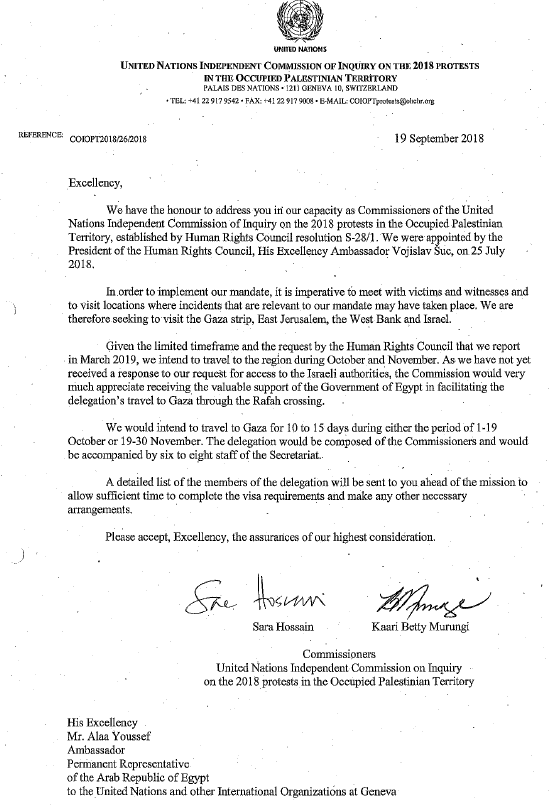 UNITED NATIONS
UNITED NATIONS INDEPENDENT COMMISSION OF INQUIRY ON THE 2018 PROTESTS
IN THE OCCUPIED PALESTINIAN TERRITORY
PALAIS DES NATIONS • 1211 GENEVA 10, SWITZERLAND
• TEL: +41 22 917 9542 • FAX: +41 22 917 9008 • E-MAIL: COIOPTprotests@ohchr.org
REFERENCE: COIOPT2018/26/2018
19 September 2018
Excellency,
We have the honour to address you in our capacity as Commissioners of the United
Nations Independent Commission of Inquiry on the 2018 protests in the Occupied Palestinian
Territory, established by Human Rights Council resolution S-28/1. We were appointed by the
President of the Human Rights Council, His Excellency Ambassador Vojislav Šuc, on 25 July
2018.
In order to implement our mandate, it is imperative to meet with victims and witnesses and
to visit locations where incidents that are relevant to our mandate may have taken place. We are
therefore seeking to visit the Gaza strip, East Jerusalem, the West Bank and Israel.
Given the limited timeframe and the request by the Human Rights Council that we report
in March 2019, we intend to travel to the region during October and November. As we have not yet
received a response to our request for access to the Israeli authorities, the Commission would very
much appreciate receiving the valuable support of the Government of Egypt in facilitating the
delegation's travel to Gaza through the Rafah crossing.
We would intend to travel to Gaza for 10 to 15 days during either the period of 1-19
October or 19-30 November. The delegation would be composed of the Commissioners and would
be accompanied by six to eight staff of the Secretariat.
A detailed list of the members of the delegation will be sent to you ahead of the mission to
allow sufficient time to complete the visa requirements and make any other necessary
arrangements.
Please accept, Excellency, the assurances of our highest consideration.
Sara Hossain
Kaari Betty Murungi
Commissioners
United Nations Independent Commission on Inquiry
on the 2018 protests in the Occupied Palestinian Territory
His Excellency
Mr. Alaa Youssef
Ambassador
Permanent Representative
of the Arab Republic of Egypt
to the United Nations and other International Organizations at Geneva